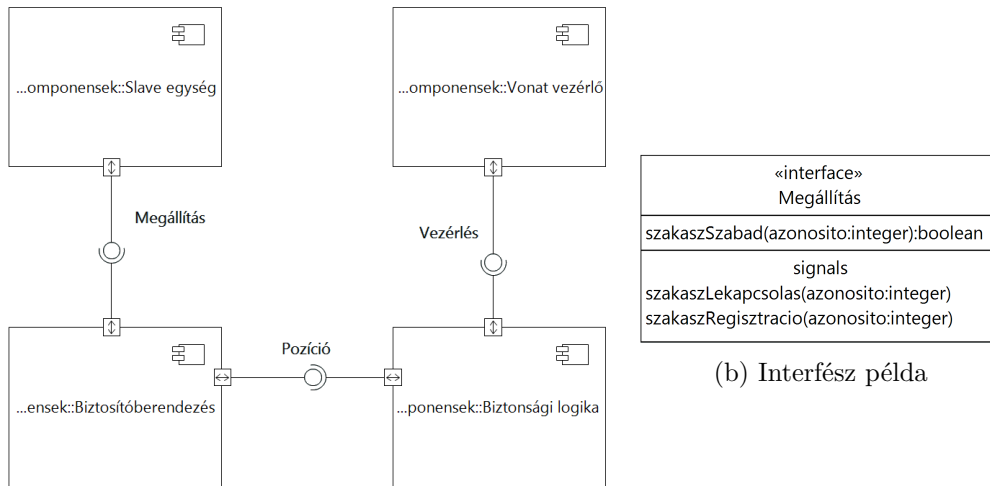 ...omponensek::Slave egység
...omponensek::Vonat vezérlő
Megállítás
Vezérlés
Pozíció
...ensek::Biztosítóberendezés
...ponensek::Biztonsági logika
«interface»
Megállítás
szakaszSzabad(azonosito:integer):boolean
signals
szakaszLekapcsolas(azonosito:integer)
szakaszRegisztracio(azonosito:integer)
(b) Interfész példa